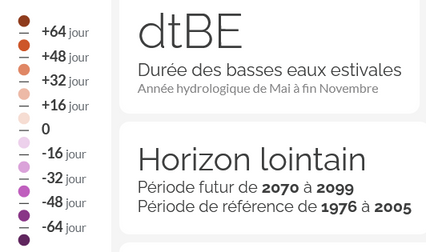 +64 jour
+48 jour
+32 jour
+16 jour
0
-16 jour
-32 jour
-48 jour
-64 jour
dtBE
Durée des basses eaux estivales
Année hydrologique de Mai à fin Novembre
Horizon lointain
Période futur de 2070 à 2099
Période de référence de 1976 à 2005